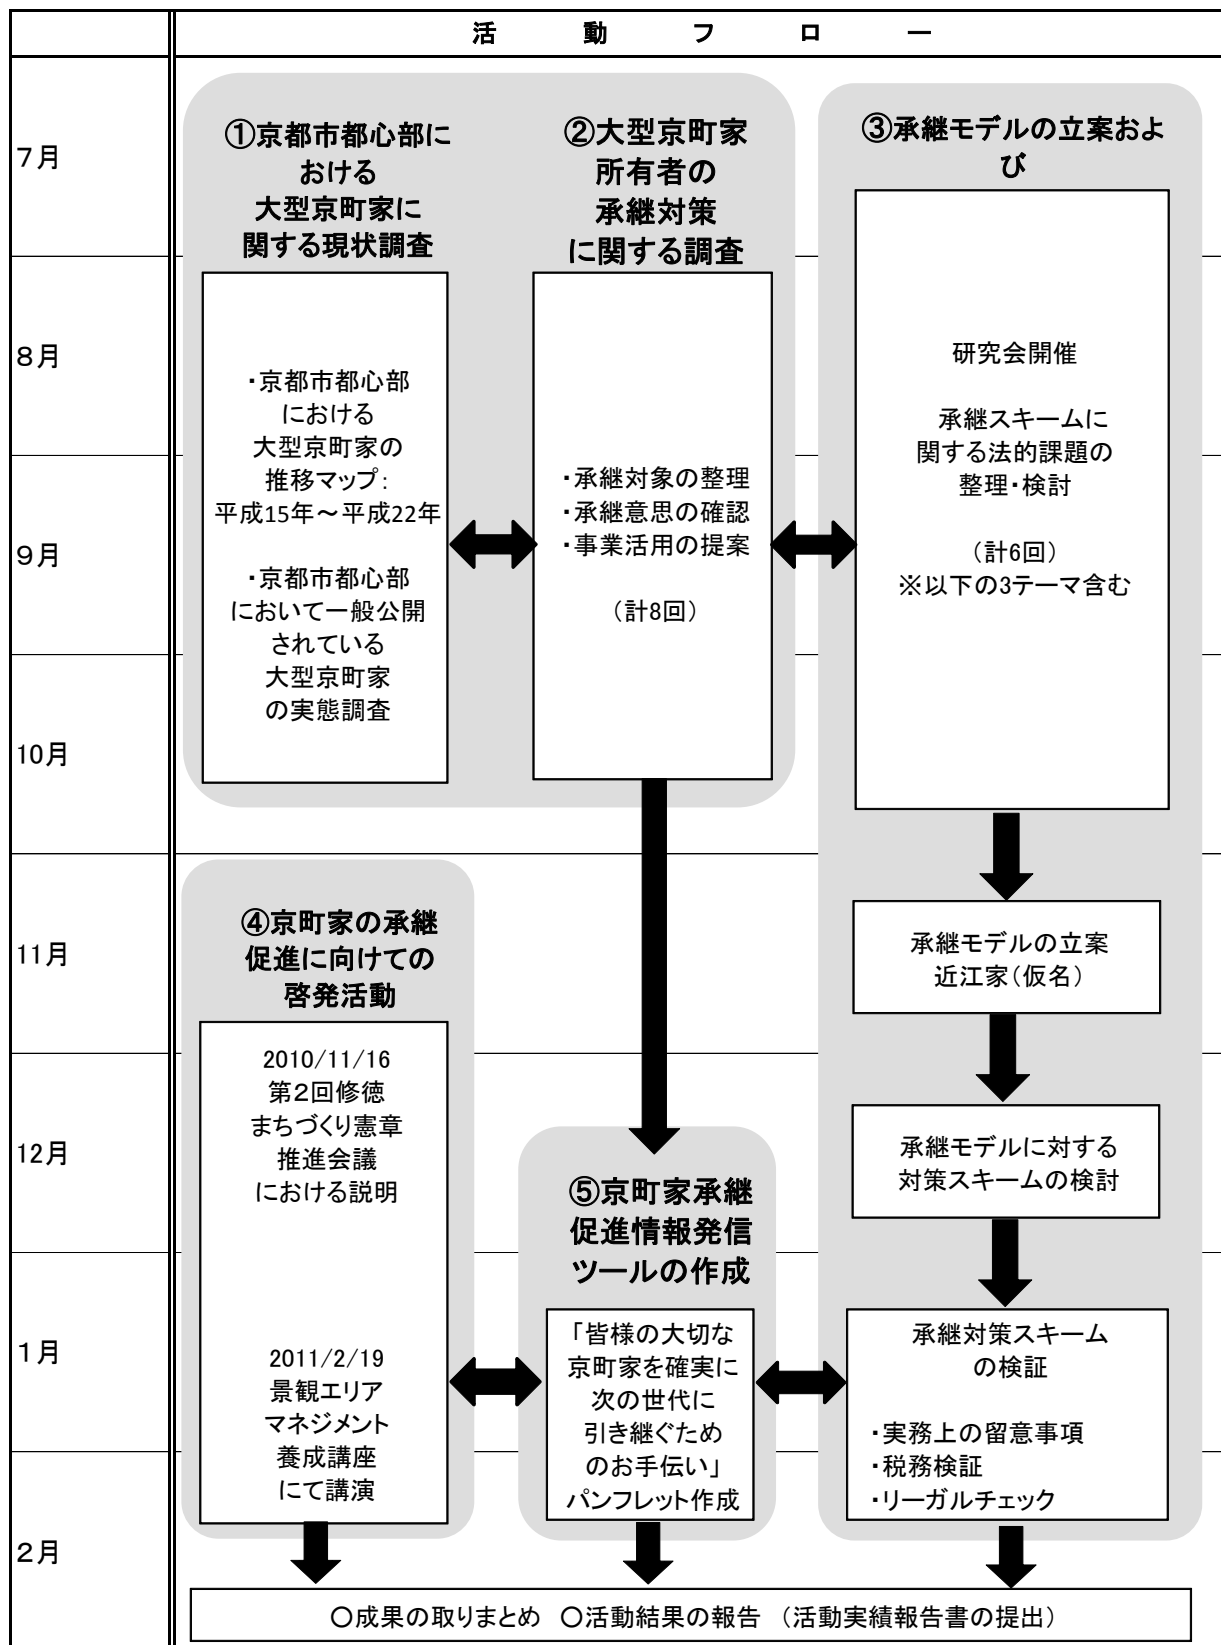 活動フロー
7月
8月
9月
10月
11月
12月
1月
2月
①京都市都心部に
おける
大型京町家に
関する現状調査
・京都市都心部
における
大型京町家の
推移マップ:
平成15年～平成22年
・京都市都心部
において一般公開
されている
大型京町家
の実態調査
②大型京町家
所有者の
承継対策
に関する調査
・承継対象の整理
・承継意思の確認
・事業活用の提案
(計8回)
③承継モデルの立案およ
び
研究会開催
承継スキームに
関する法的課題の
整理・検討
(計6回)
※以下の3テーマ含む
承継モデルの立案
近江家(仮名)
承継モデルに対する
対策スキームの検討
承継対策スキーム
の検証
・実務上の留意事項
・税務検証
・リーガルチェック
④京町家の承継
促進に向けての
啓発活動
2010/11/16
第2回修徳
まちづくり憲章
推進会議
における説明
2011/2/19
景観エリア
マネジメント
養成講座
にて講演
⑤京町家承継
促進情報発信
ツールの作成
「皆様の大切な
京町家を確実に
次の世代に
引き継ぐため
のお手伝い」
パンフレット作成
○成果の取りまとめ ○活動結果の報告 (活動実績報告書の提出)